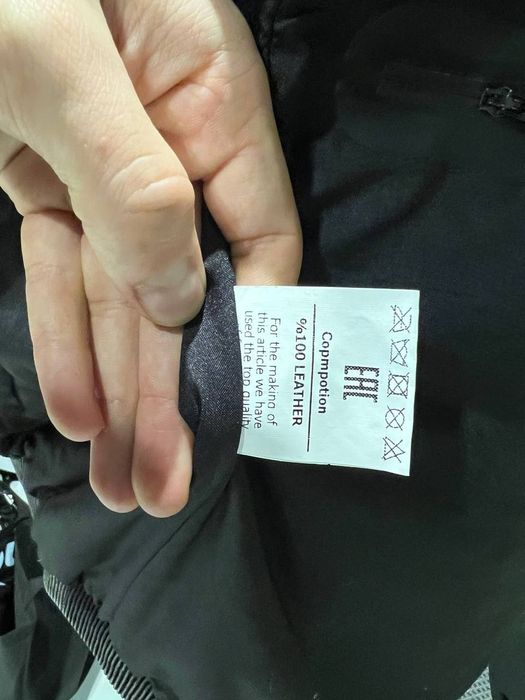 EAC
Copmpotion
%100 LEATHER
For the making of
this article we have
used the top quality